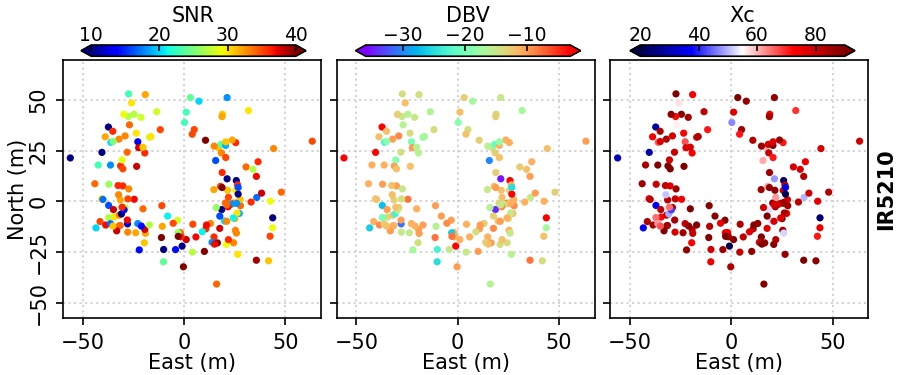 SNR DBV Xc
10 20 30 40 −30 −20 −10 20 40 60 80
North (m)
50
25
0
−25
−50
−50 0 50 −50 0 50 −50 0 50
East (m) East (m) East (m)
IR5210